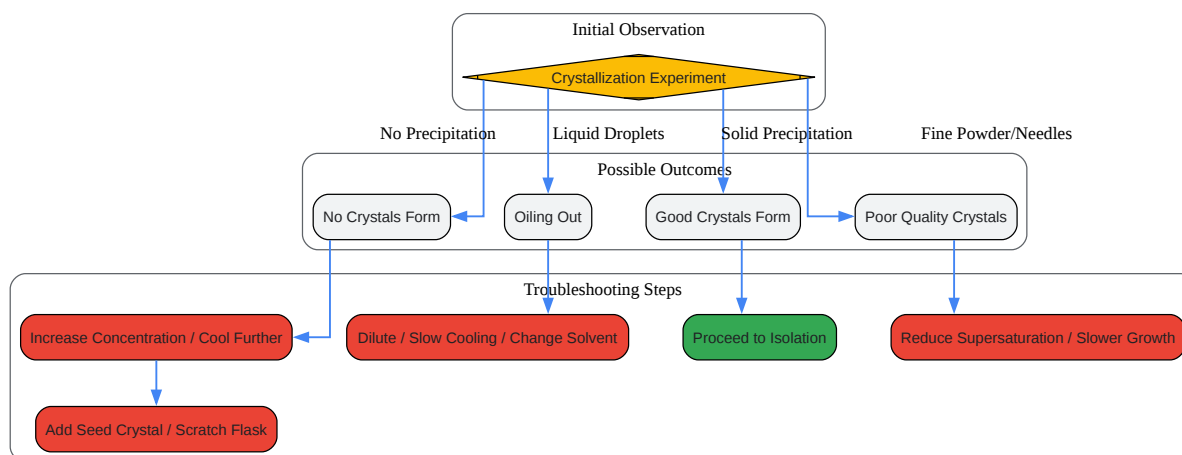 Initial Observation
Crystallization Experiment
No Precipitation
Liquid Droplets
Solid Precipitation
Fine Powder/Needles
Possible Outcomes
No Crystals Form
Oiling Out
Good Crystals Form
Poor Quality Crystals
Troubleshooting Steps
Increase Concentration / Cool Further
Dilute / Slow Cooling / Change Solvent
Proceed to Isolation
Reduce Supersaturation / Slower Growth
Add Seed Crystal / Scratch Flask